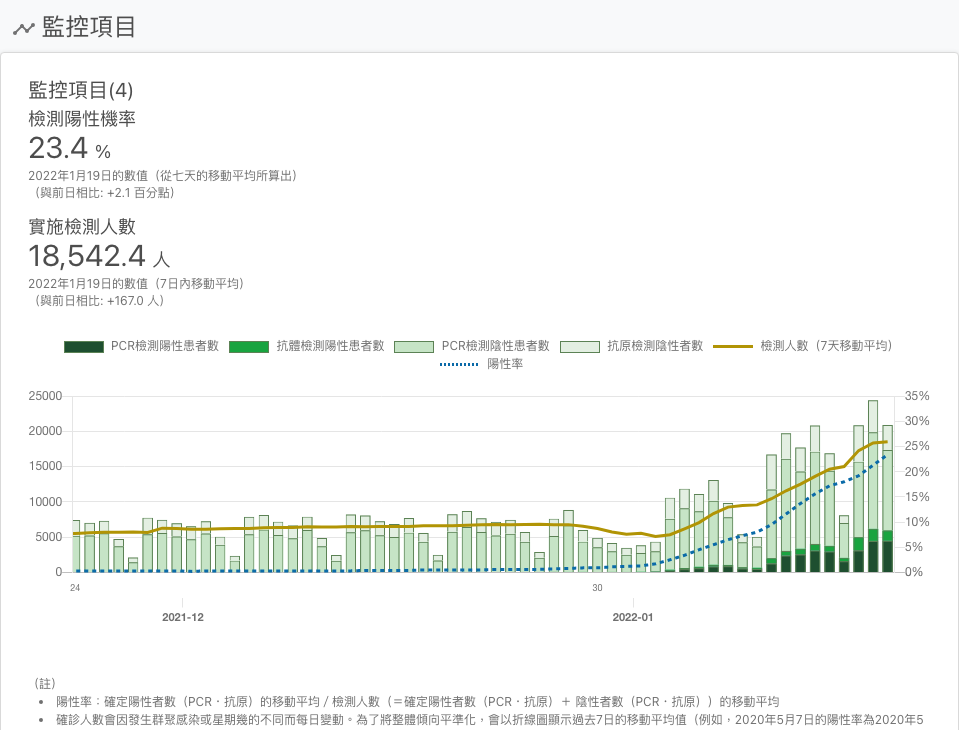 監控項目
監控項目(4)
檢測陽性機率
23.4 %
2022年1月19日的數值（從七天的移動平均所算出）
（與前日相比: +2.1 百分點）
實施檢測人數
18,542.4 人
2022年1月19日的數值（7日內移動平均）
（與前日相比: +167.0 人）
PCR檢測陽性患者數 抗體檢測陽性患者數 PCR檢測陰性患者數 抗原檢測陰性者數 檢測人數（7天移動平均）
陽性率
25000 35%
30%
20000
25%
15000 20%
15%
10000
10%
5000
5%
0 0%
24 30
2021-12 2022-01
（註）
• 陽性率：確定陽性者數（PCR・抗原）的移動平均 / 檢測人數（＝確定陽性者數（PCR・抗原）＋ 陰性者數（PCR・抗原））的移動平均
• 確診人數會因發生群聚感染或星期幾的不同而每日變動。為了將整體傾向平準化，會以折線圖顯示過去7日的移動平均值（例如，2020年5月7日的陽性率為2020年5